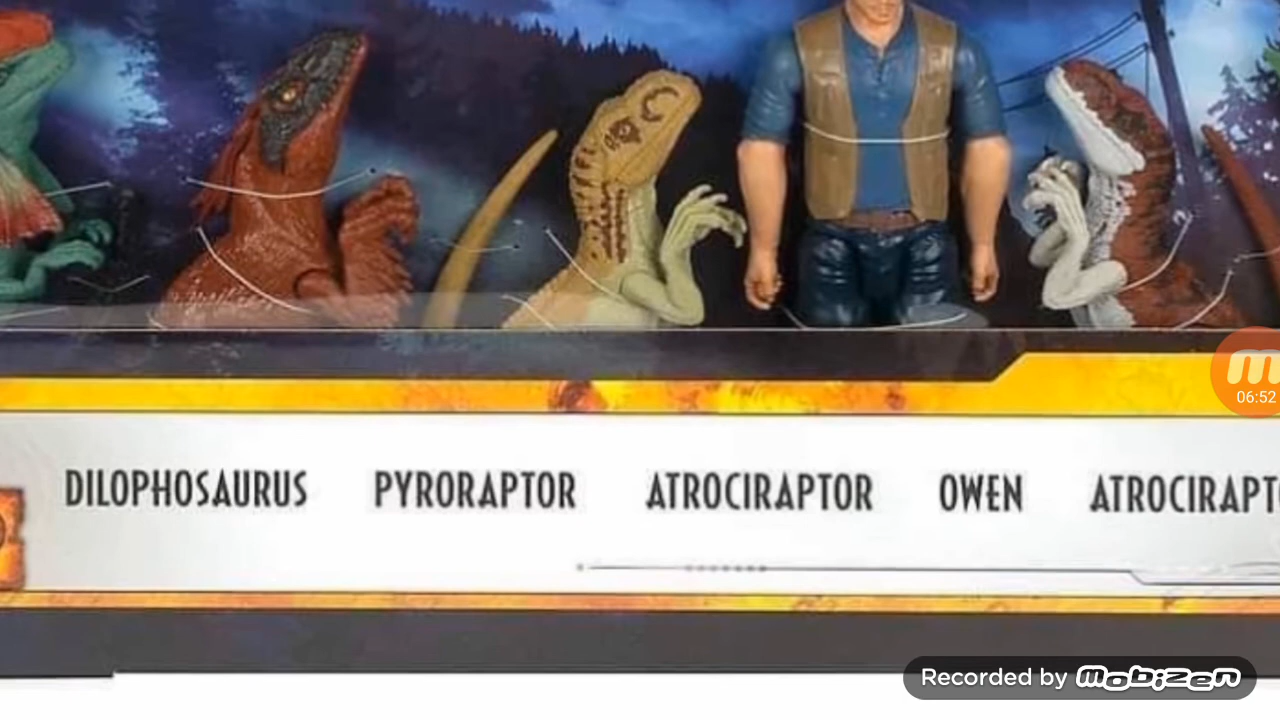 06:52
DILOPHOSAURUS PYRORAPTOR ATROCIRAPTOR OWEN ATROCIRAPT
Recorded by mobizen